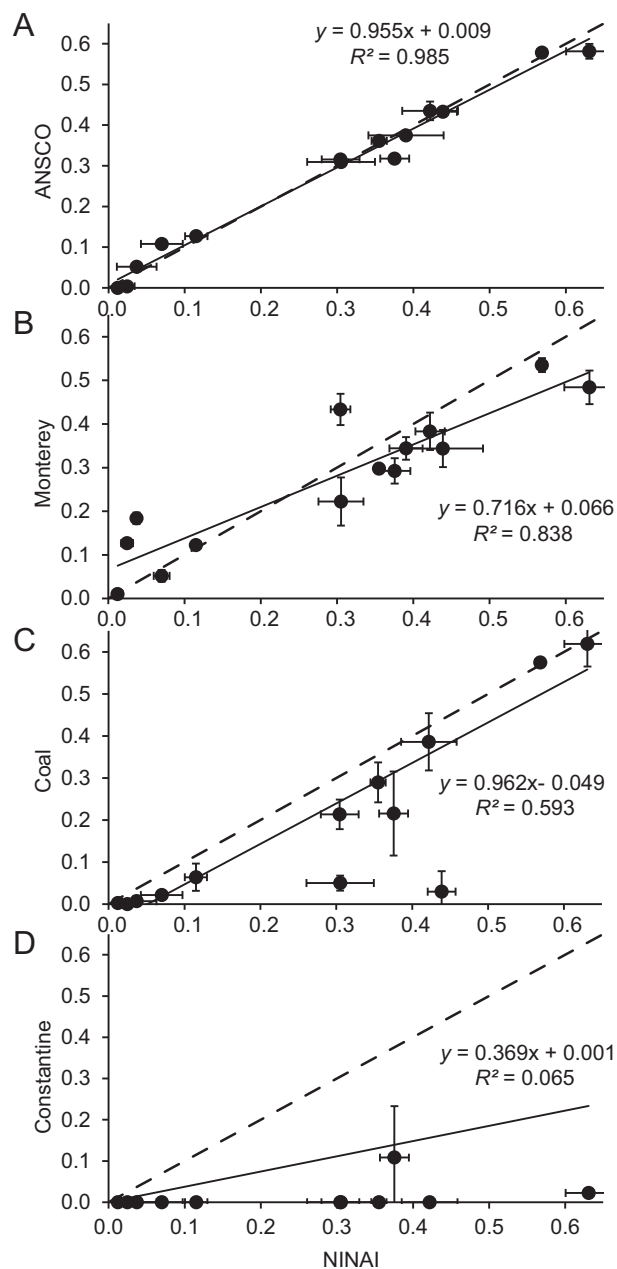 A
y = 0.955x + 0.009
R² = 0.985
0.6
0.5
0.4
0.3
0.2
0.1
0.0
ANSCO
0.0 0.1 0.2 0.3 0.4 0.5 0.6
B
0.6
0.5
0.4
0.3
0.2
0.1
0.0
Monterey
y = 0.716x + 0.066
R² = 0.838
0.0 0.1 0.2 0.3 0.4 0.5 0.6
C
0.6
0.5
0.4
0.3
0.2
0.1
0.0
Coal
y = 0.962x- 0.049
R² = 0.593
0.0 0.1 0.2 0.3 0.4 0.5 0.6
D
0.6
0.5
0.4
0.3
0.2
0.1
0.0
Constantine
y = 0.369x + 0.001
R² = 0.065
0.0 0.1 0.2 0.3 0.4 0.5 0.6
NINAI